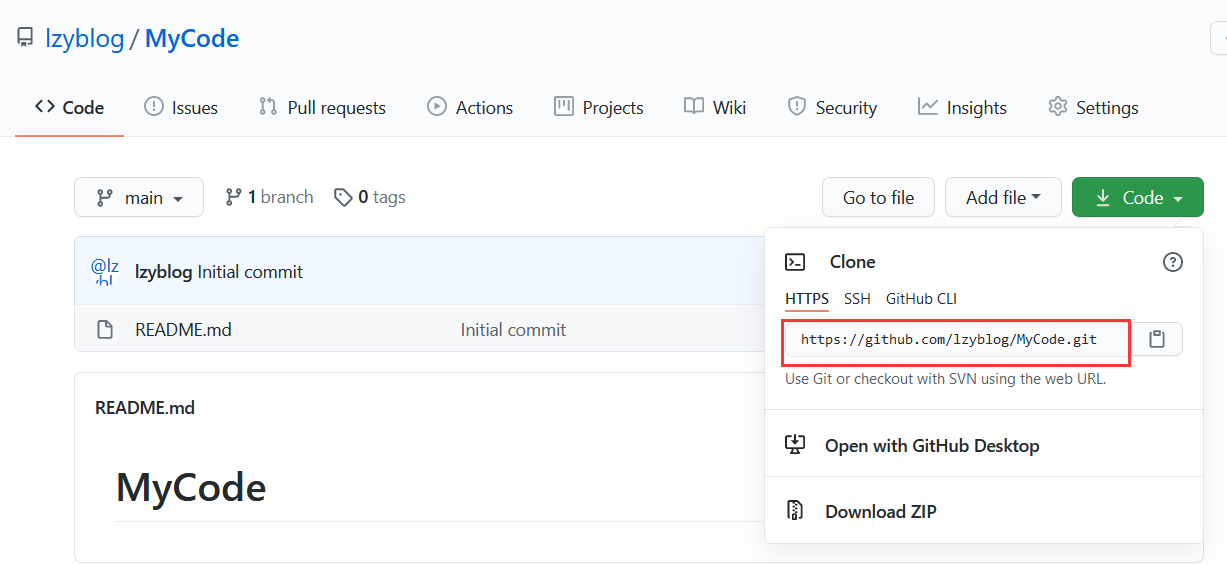 lzyblog / MyCode
Code Issues Pull requests Actions Projects Wiki Security Insights Settings
main 1 branch 0 tags Go to file Add file Code
@lz
lzyblog Initial commit
README.md Initial commit
README.md
MyCode
Clone
HTTPS SSH GitHub CLI
https://github.com/lzyblog/MyCode.git
Use Git or checkout with SVN using the web URL.
Open with GitHub Desktop
Download ZIP